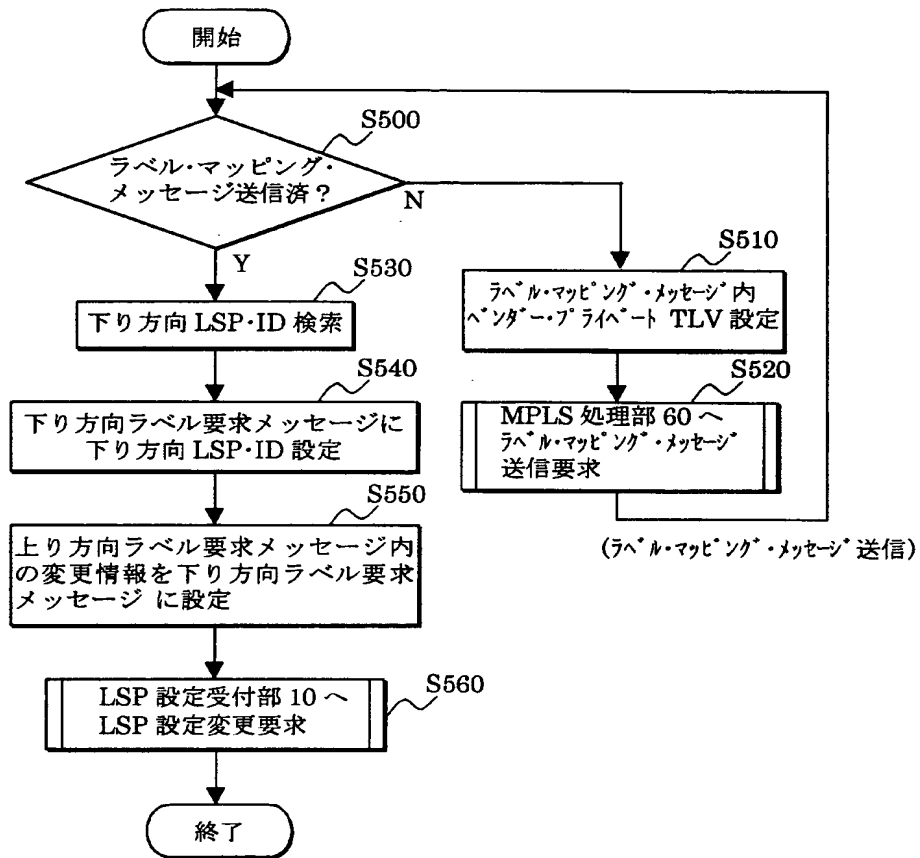 開始
S500
ラベル・マッピング・
メッセージ送信済？
N
Y
S510
ラベル・マッピング・メッセージ内
ベンダー・プライベート TLV 設定
S520
MPLS 処理部 60 へ
ラベル・マッピング・メッセージ
送信要求
(ラベル・マッピング・メッセージ送信)
S530
下り方向 LSP・ID 検索
S540
下り方向ラベル要求メッセージに
下り方向 LSP・ID 設定
S550
上り方向ラベル要求メッセージ内
の変更情報を下り方向ラベル要求
メッセージ に設定
S560
LSP 設定受付部 10 へ
LSP 設定変更要求
終了